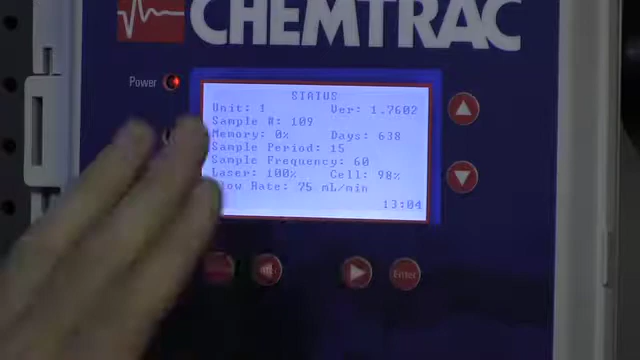 CHEMTRAC
Power
STATUS
Unit: 1 Ver: 1.7602
Sample #: 109
Memory: 0% Days: 638
Sample Period: 15
Sample Frequency: 60
Laser: 100% Cell: 98%
Flow Rate: 75 mL/min
13:04
Enter